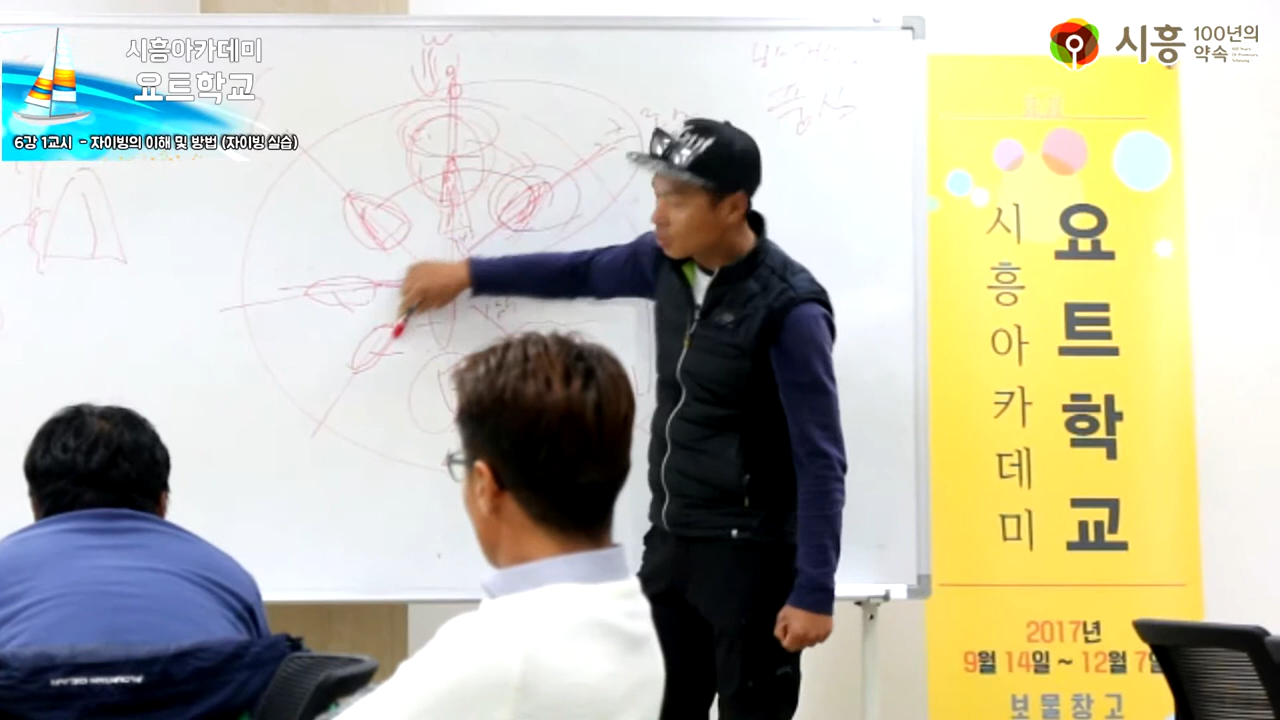 시흥아카데미
요트학교
6강 1교시 - 자이빙의 이해 및 방법 (자이빙 실습)
시흥
100년의
약속
W
풍상
시흥아카데미
요트학교
2017년
9월 14일 ~ 12월 7일
보물창고